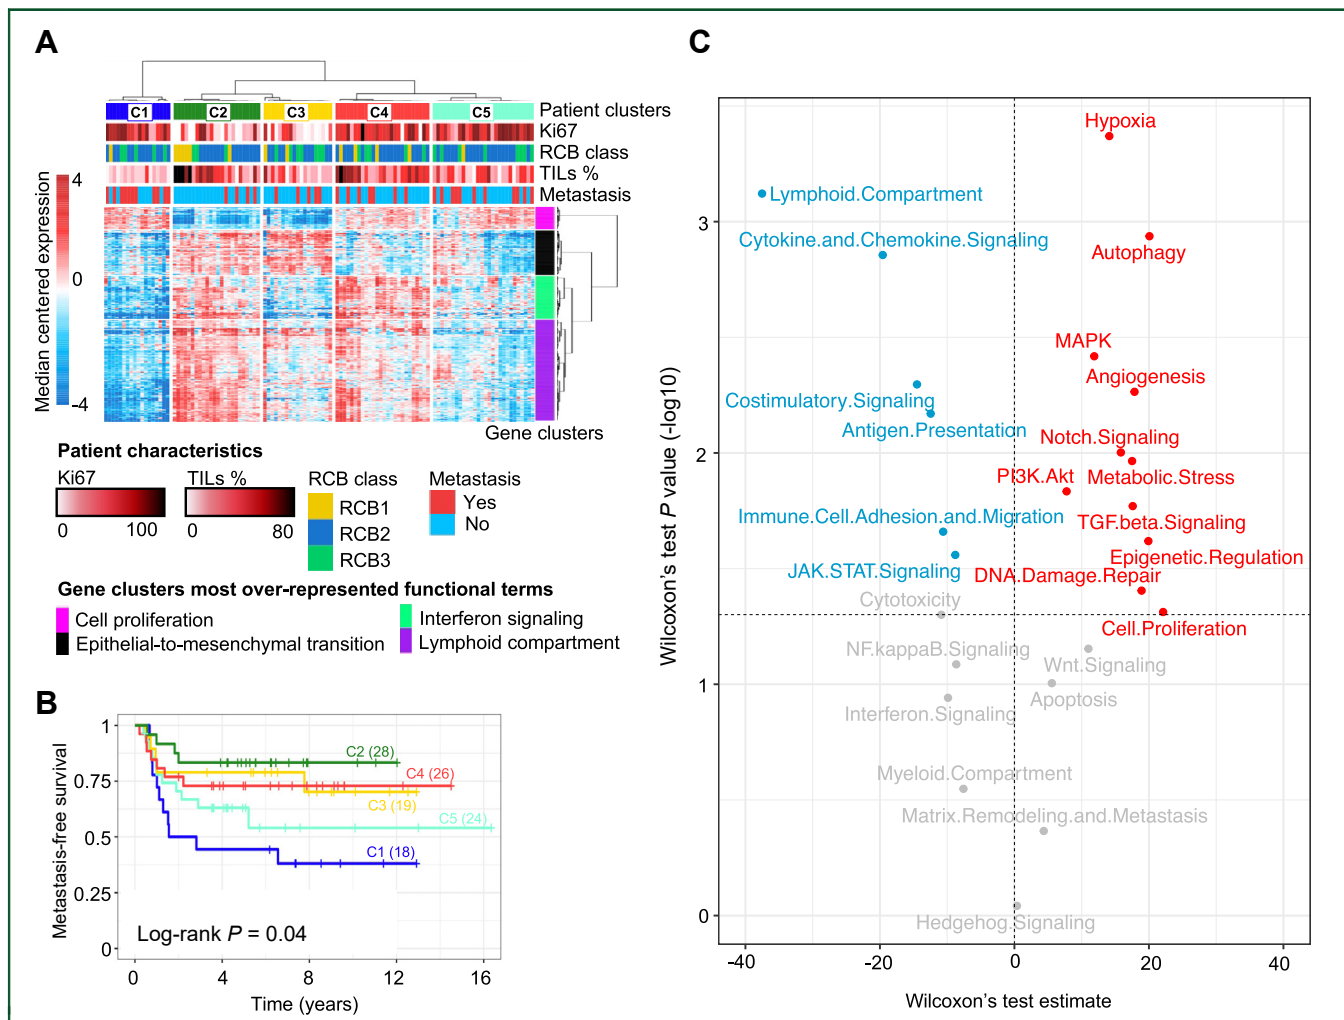 A
C1
C2
C3
C4
C5
Patient clusters
Ki67
RCB class
TILs %
Metastasis
Median centered expression
4
0
-4
Gene clusters
Patient characteristics
Ki67
0
100
TILs %
0
80
RCB class
RCB1
RCB2
RCB3
Metastasis
Yes
No
Gene clusters most over-represented functional terms
Cell proliferation
Epithelial-to-mesenchymal transition
Interferon signaling
Lymphoid compartment
B
Metastasis-free survival
1
0.75
0.5
0.25
0
C2 (28)
C4 (26)
C3 (19)
C5 (24)
C1 (18)
Log-rank P = 0.04
0
4
8
12
16
Time (years)
C
Wilcoxon's test P value (-log10)
3
2
1
0
Hypoxia
Lymphoid.Compartment
Cytokine.and.Chemokine.Signaling
Autophagy
MAPK
Angiogenesis
Costimulatory.Signaling
Antigen.Presentation
Notch.Signaling
PI3K.Akt
Metabolic.Stress
Immune.Cell.Adhesion.and.Migration
TGF.beta.Signaling
Epigenetic.Regulation
JAK.STAT.Signaling
DNA.Damage.Repair
Cytotoxicity
Cell.Proliferation
NF.kappaB.Signaling
Wnt.Signaling
Apoptosis
Interferon.Signaling
Myeloid.Compartment
Matrix.Remodeling.and.Metastasis
Hedgehog.Signaling
-40
-20
0
20
40
Wilcoxon's test estimate